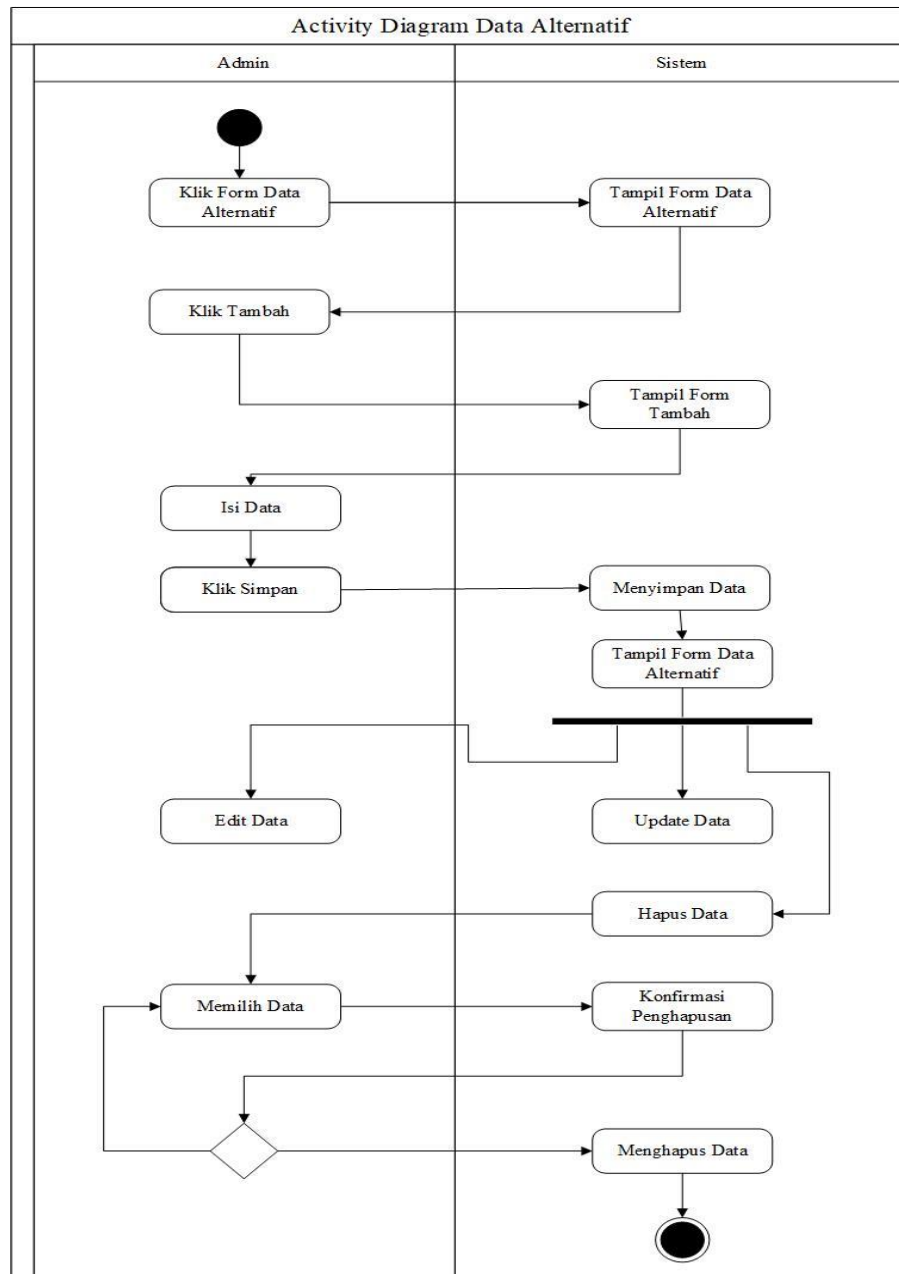 Activity Diagram Data Alternatif
Admin
Sistem
Klik Form Data
Alternatif
Tampil Form Data
Alternatif
Klik Tambah
Tampil Form
Tambah
Isi Data
Klik Simpan
Menyimpan Data
Tampil Form Data
Alternatif
Edit Data
Update Data
Hapus Data
Memilih Data
Konfirmasi
Penghapusan
Menghapus Data